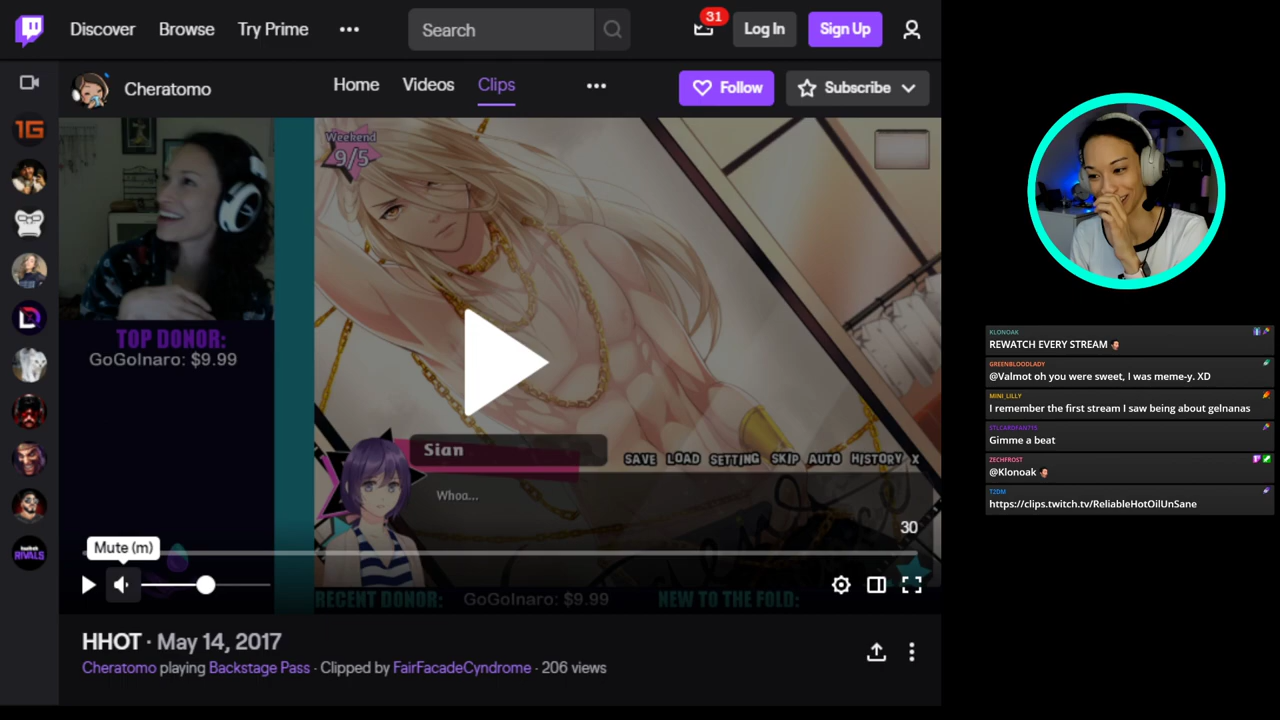 Discover Browse Try Prime
Search
31
Log In
Sign Up
Cheratomo
Home Videos Clips
Follow
Subscribe
1G
Weekend
9/5
TOP DONOR:
GoGoInaro: $9.99
Sian
SAVE LOAD SETTING SKIP AUTO HISTORY X
Whoa...
30
Mute (m)
RECENT DONOR: GoGoInaro: $9.99 NEW TO THE FOLD:
RIVALS
HHOT · May 14, 2017
Cheratomo playing Backstage Pass · Clipped by FairFacadeCyndrome · 206 views
KLONOAK
REWATCH EVERY STREAM
GREENBLOODLADY
@Valmot oh you were sweet, I was meme-y. XD
MINI_LILLY
I remember the first stream I saw being about gelnanas
STLCARDFAN715
Gimme a beat
ZECHFROST
@Klonoak
T2DM
https://clips.twitch.tv/ReliableHotOilUnSane